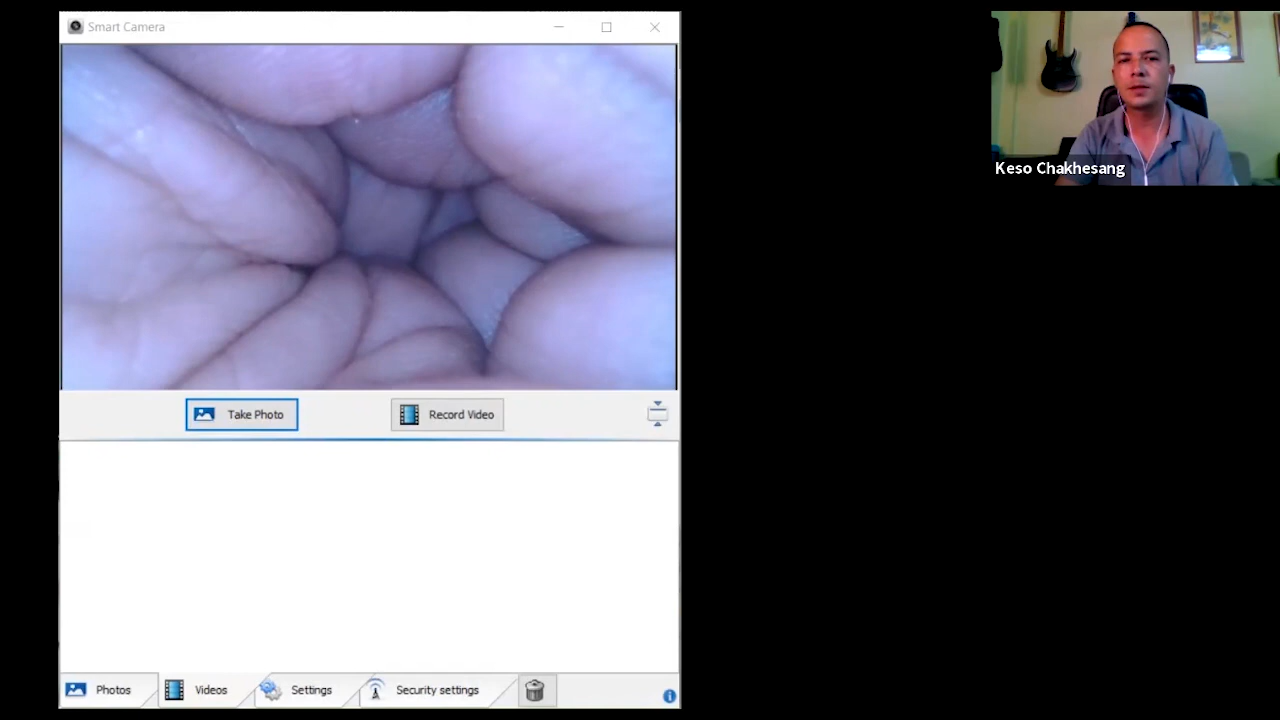 Smart Camera
Keso Chakhesang
Take Photo
Record Video
Photos
Videos
Settings
Security settings